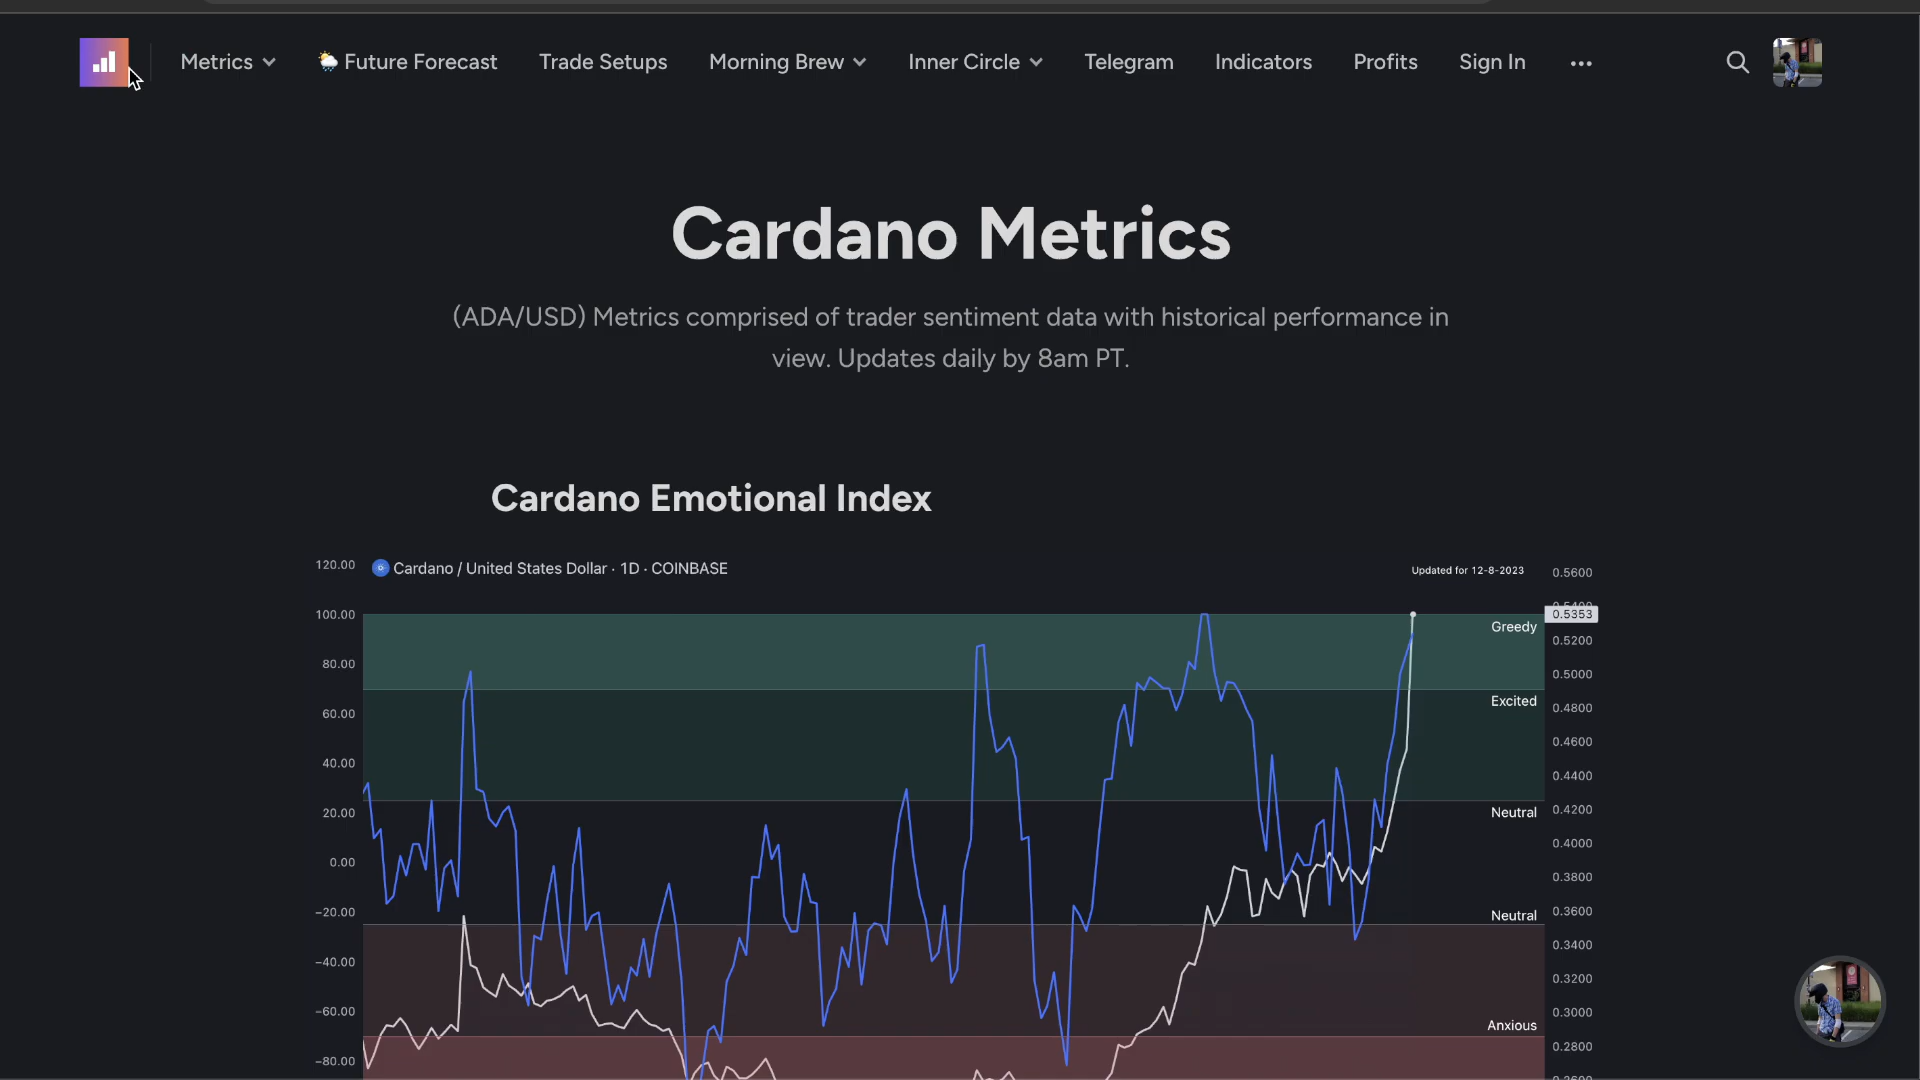 Metrics
Future Forecast
Trade Setups
Morning Brew
Inner Circle
Telegram
Indicators
Profits
Sign In
Cardano Metrics
(ADA/USD) Metrics comprised of trader sentiment data with historical performance in
view. Updates daily by 8am PT.
Cardano Emotional Index
Cardano / United States Dollar · 1D · COINBASE
Updated for 12-8-2023
120.00
100.00
80.00
60.00
40.00
20.00
0.00
−20.00
−40.00
−60.00
−80.00
Greedy
Excited
Neutral
Neutral
Anxious
0.5600
0.5353
0.5200
0.5000
0.4800
0.4600
0.4400
0.4200
0.4000
0.3800
0.3600
0.3400
0.3200
0.3000
0.2800